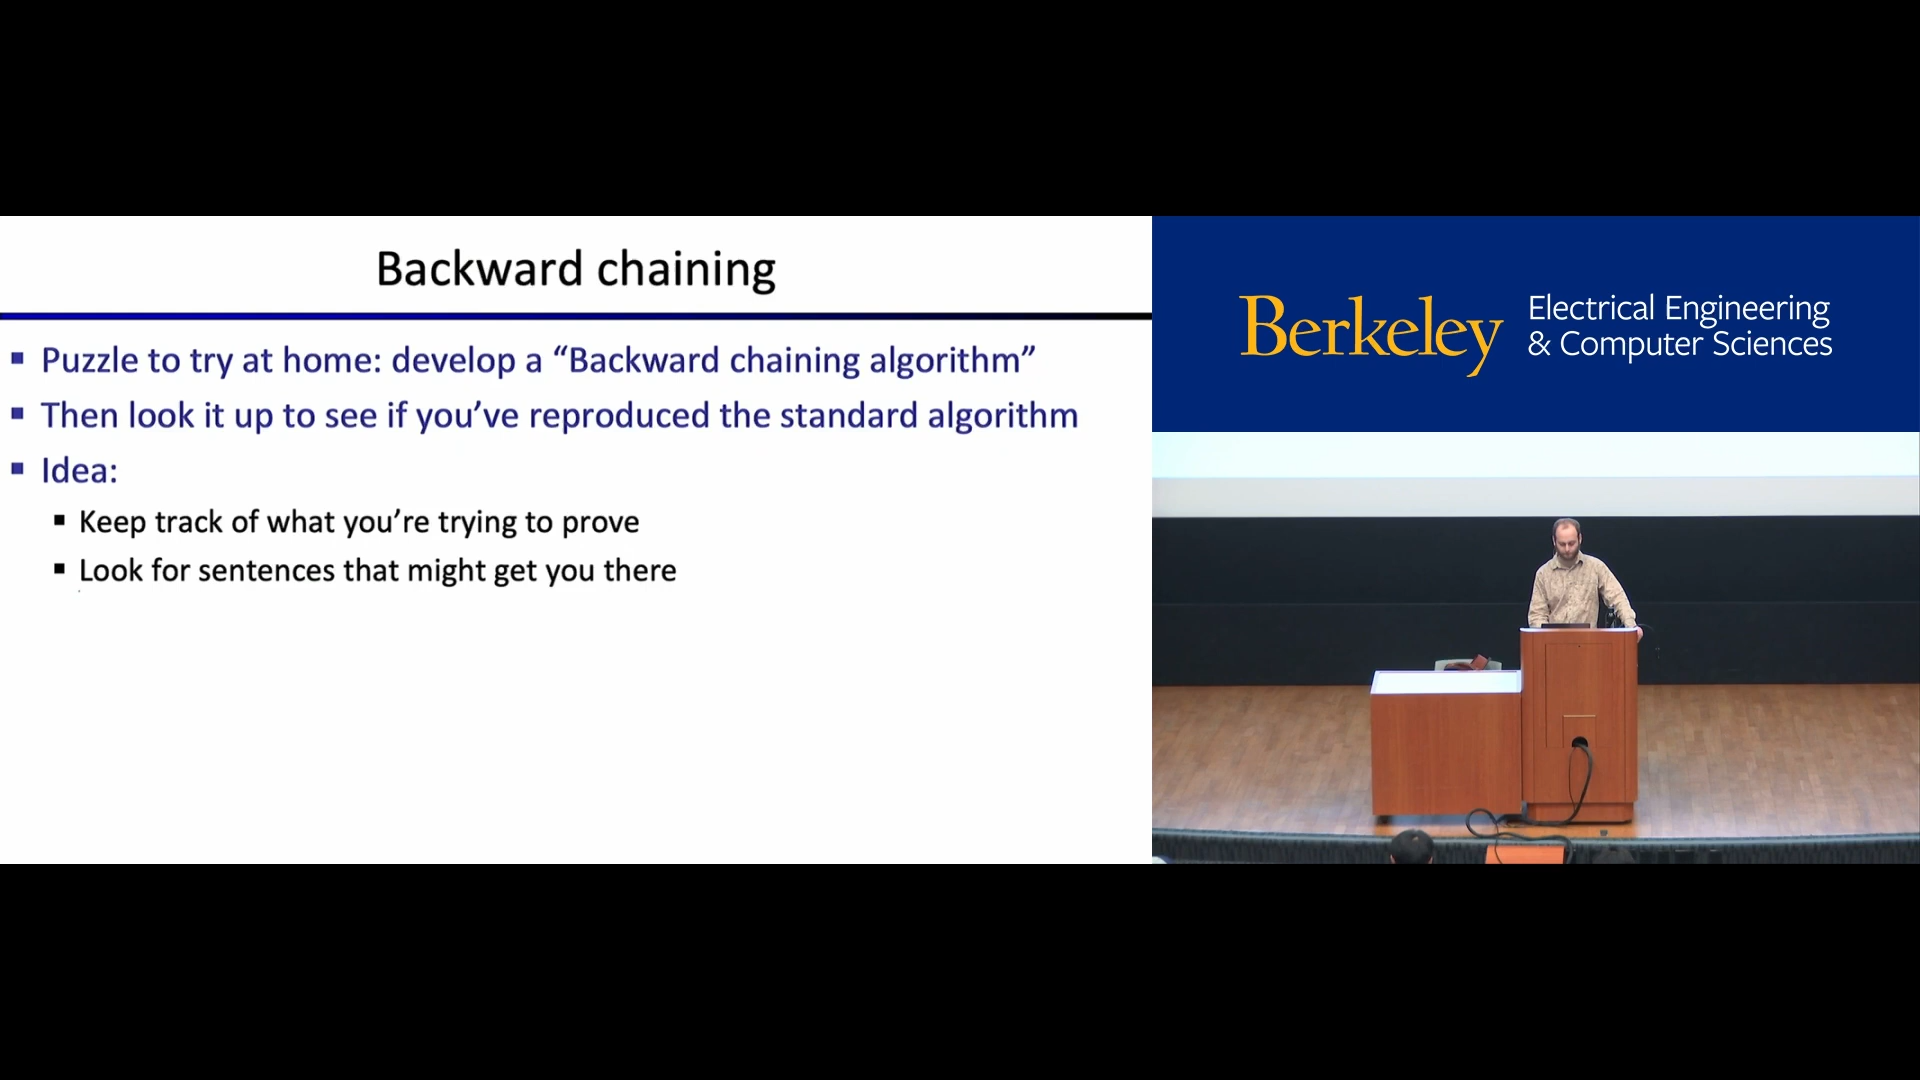 Backward chaining
▪ Puzzle to try at home: develop a “Backward chaining algorithm”
▪ Then look it up to see if you’ve reproduced the standard algorithm
▪ Idea:
▪ Keep track of what you’re trying to prove
▪ Look for sentences that might get you there
Berkeley
Electrical Engineering
& Computer Sciences